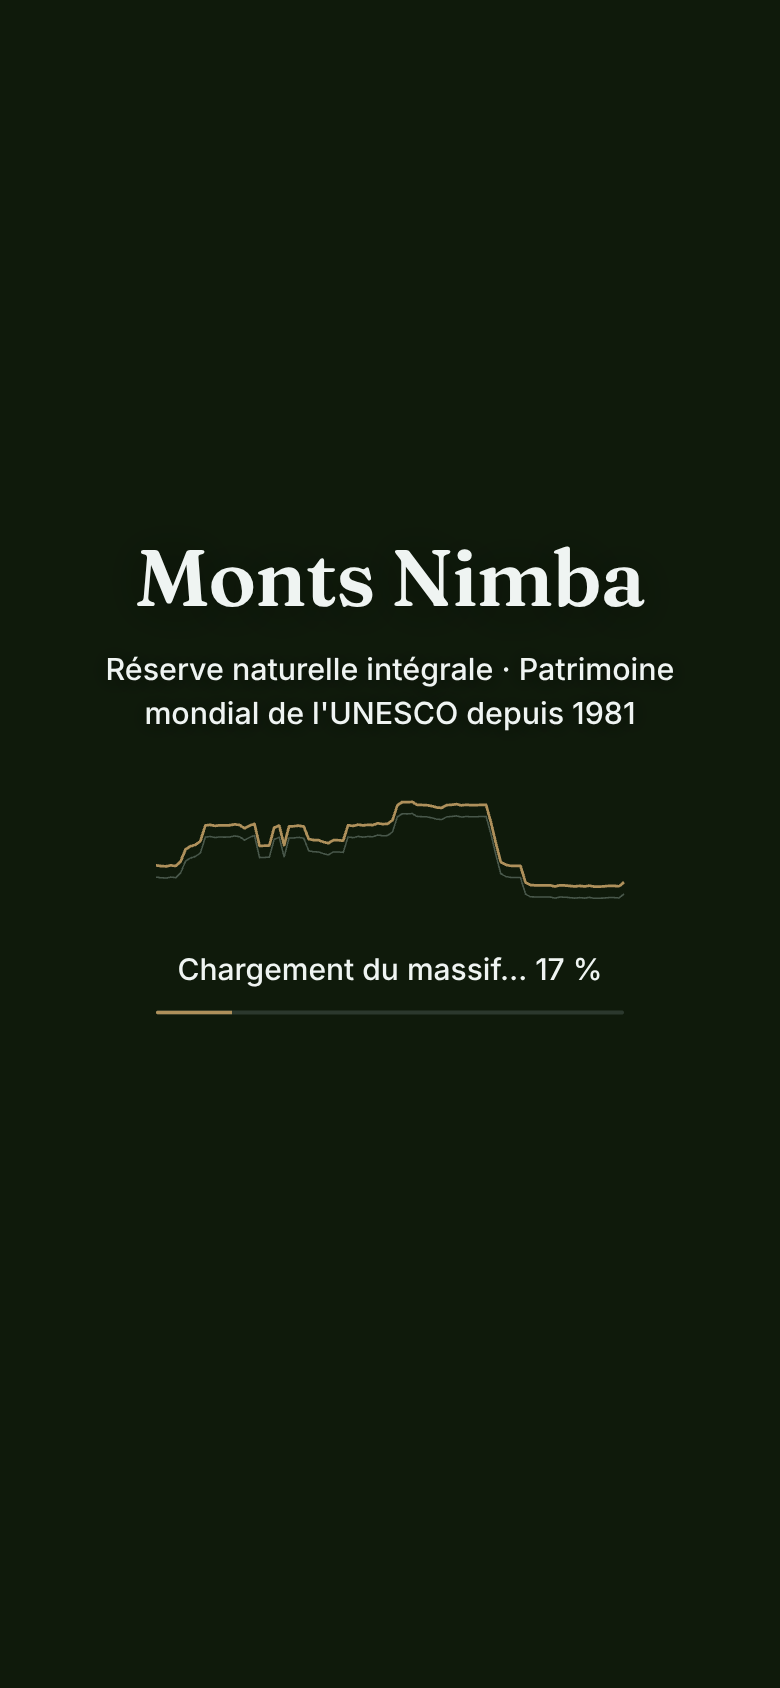 Monts Nimba
Réserve naturelle intégrale · Patrimoine
mondial de l'UNESCO depuis 1981
Chargement du massif… 17 %